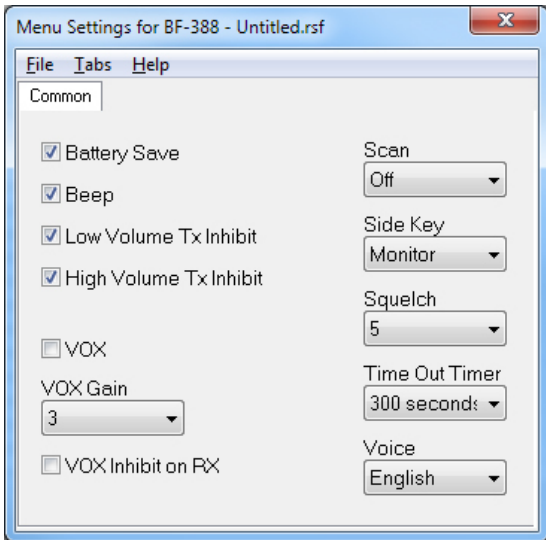 Menu Settings for BF-388 - Untitled.rsf
File Tabs Help
Common
Battery Save
Beep
Low Volume Tx Inhibit
High Volume Tx Inhibit
VOX
VOX Gain
3
VOX Inhibit on RX
Scan
Off
Side Key
Monitor
Squelch
5
Time Out Timer
300 seconds
Voice
English